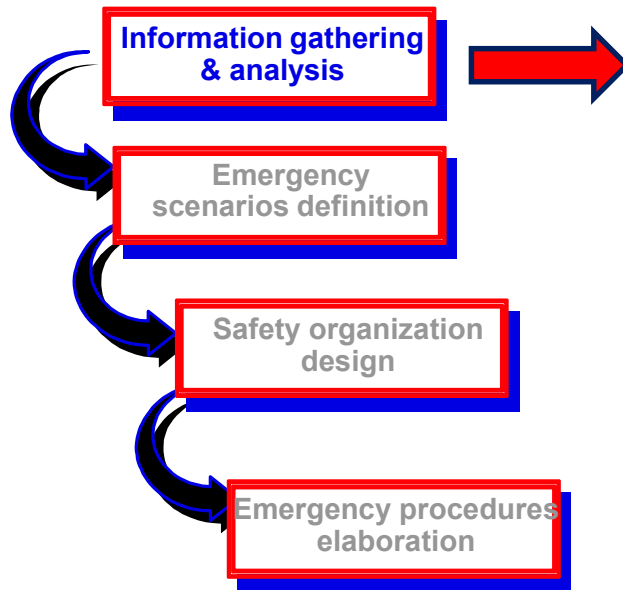 Information gathering
& analysis
Emergency
scenarios definition
Safety organization
design
Emergency procedures
elaboration